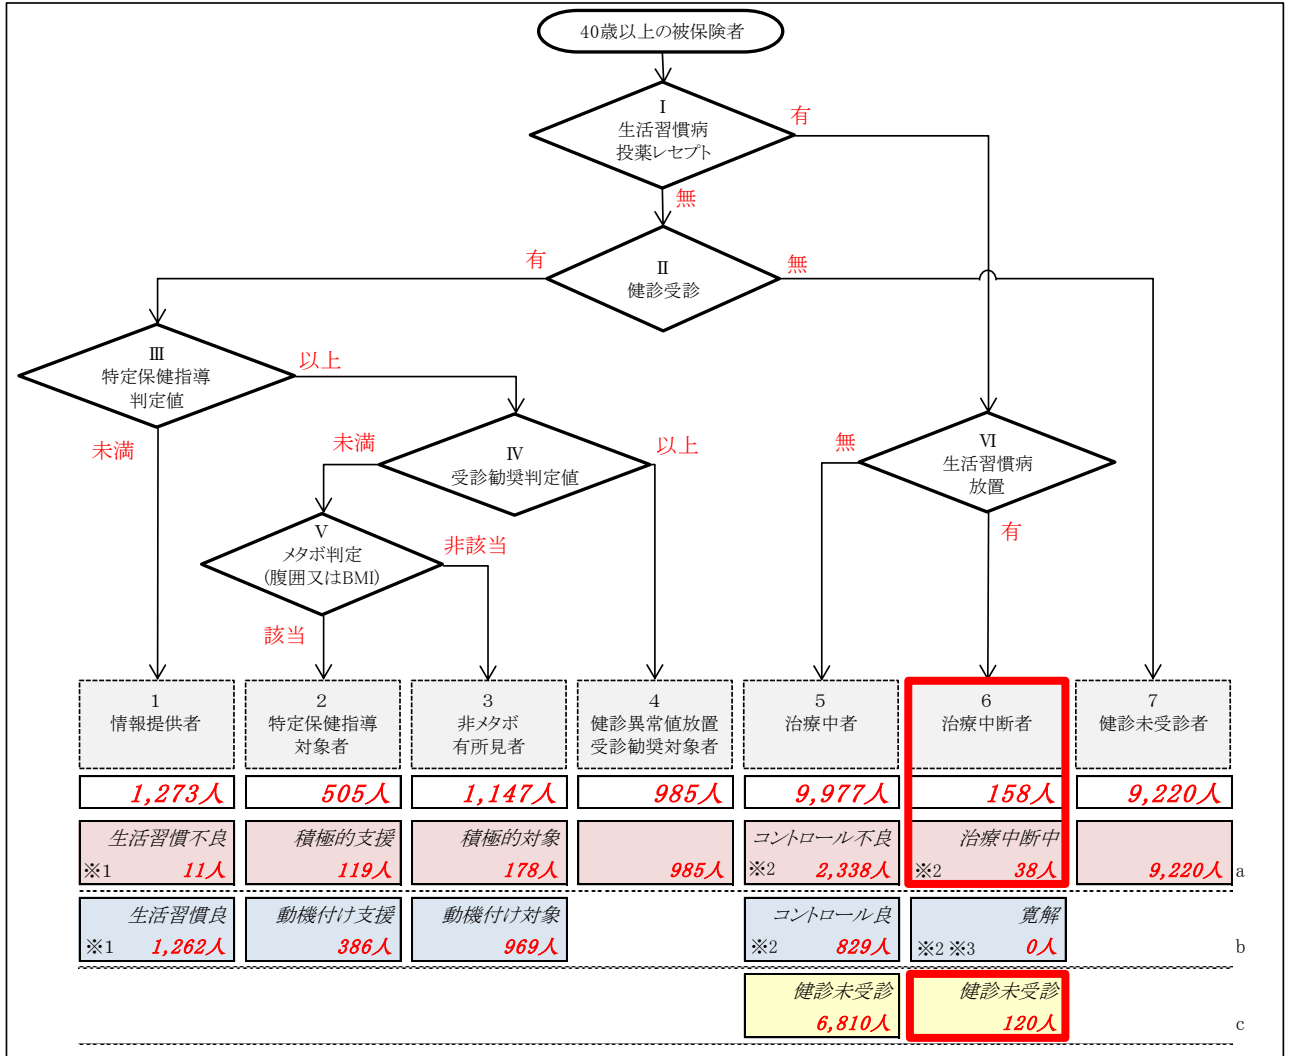 40歳以上の被保険者
Ⅰ
生活習慣病
投薬レセプト
有
無
Ⅱ
健診受診
有
無
Ⅲ
特定保健指導
判定値
以上
未満
Ⅳ
受診勧奨判定値
未満
以上
Ⅵ
生活習慣病
放置
無
有
Ⅴ
メタボ判定
(腹囲又はBMI)
非該当
該当
1
情報提供者
2
特定保健指導
対象者
3
非メタボ
有所見者
4
健診異常値放置
受診勧奨対象者
5
治療中者
6
治療中断者
7
健診未受診者
1,273人
505人
1,147人
985人
9,977人
158人
9,220人
生活習慣不良
※1 11人
積極的支援
119人
積極的対象
178人
985人
コントロール不良
※2 2,338人
治療中断中
※2 38人
9,220人
a
生活習慣良
※1 1,262人
動機付け支援
386人
動機付け対象
969人
コントロール良
※2 829人
寛解
※2 ※3 0人
b
健診未受診
6,810人
健診未受診
120人
c